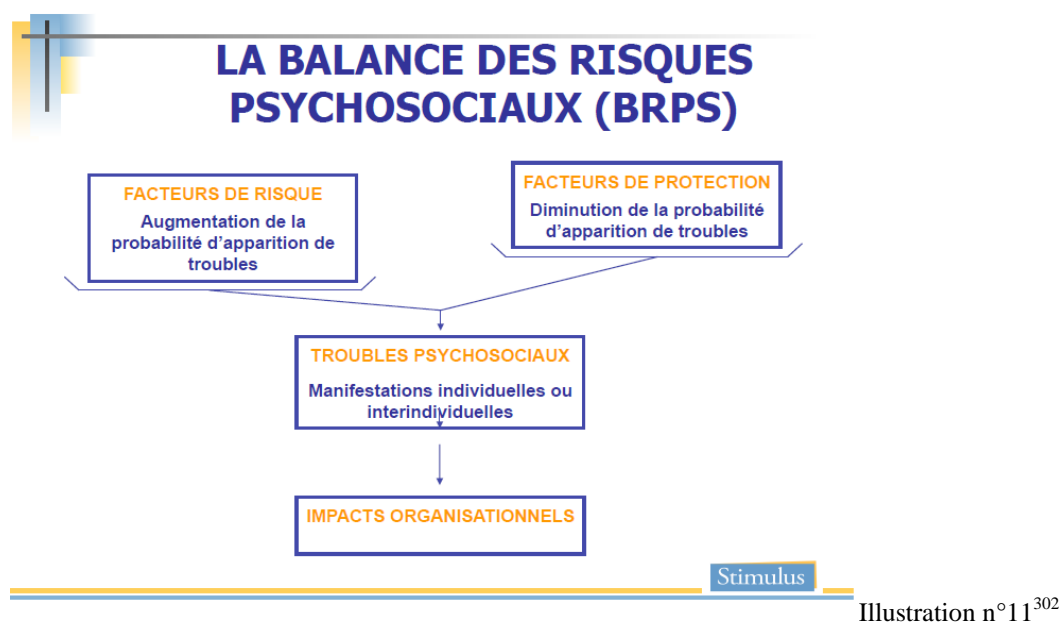 LA BALANCE DES RISQUES
PSYCHOSOCIAUX (BRPS)
FACTEURS DE RISQUE
Augmentation de la
probabilité d'apparition de
troubles
FACTEURS DE PROTECTION
Diminution de la probabilité
d'apparition de troubles
TROUBLES PSYCHOSOCIAUX
Manifestations individuelles ou
interindividuelles
IMPACTS ORGANISATIONNELS
Stimulus
Illustration n°11³⁰²